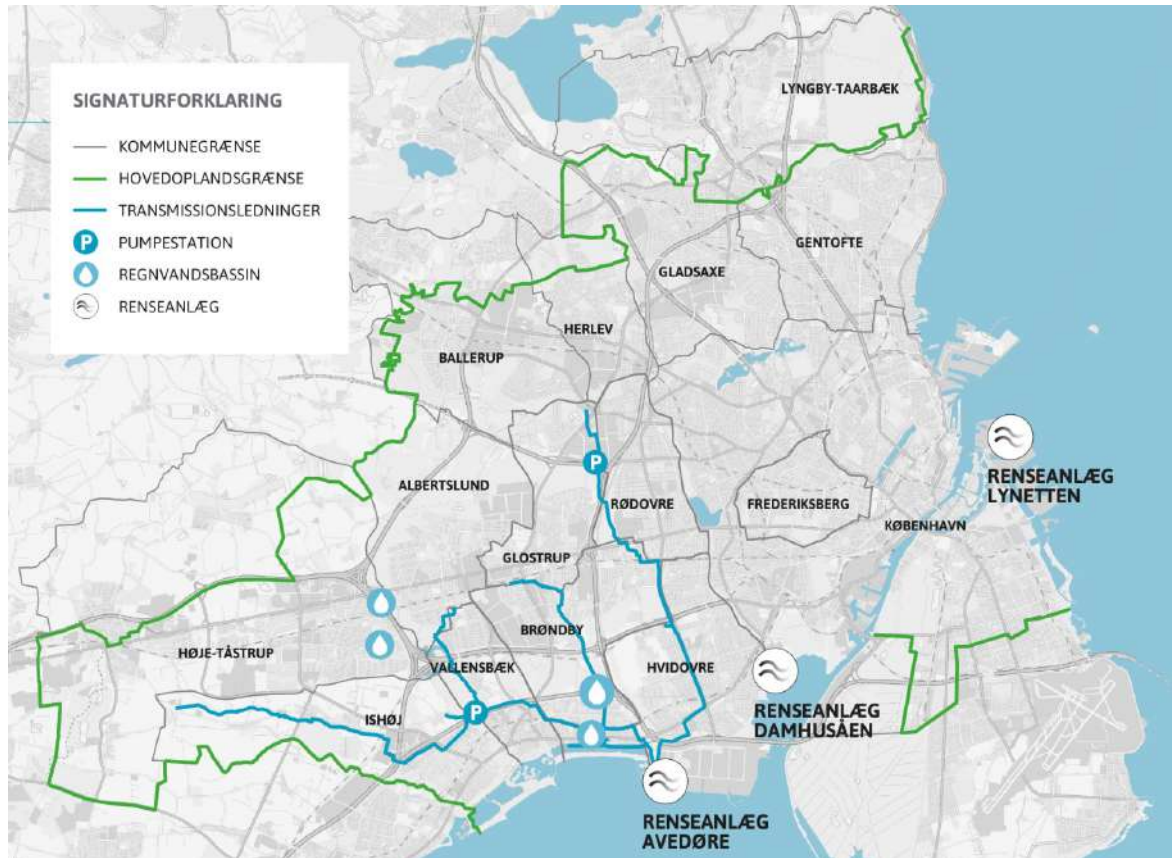 SIGNATURFORKLARING
KOMMUNEGRÆNSE
HOVEDOPLANDSGRÆNSE
TRANSMISSIONSLEDNINGER
P PUMPESTATION
REGNVANDSBASSIN
RENSEANLÆG
LYNGBY-TAARBÆK
GENTOFTE
GLADSAXE
HERLEV
BALLERUP
ALBERTSLUND
P
RØDOVRE
FREDERIKSBERG
RENSEANLÆG
LYNETTEN
KØBENHAVN
GLOSTRUP
BRØNDBY
HØJE-TÅSTRUP
VALLENSBÆK
HVIDOVRE
ISHØJ
P
RENSEANLÆG
DAMHUSÅEN
RENSEANLÆG
AVEDØRE